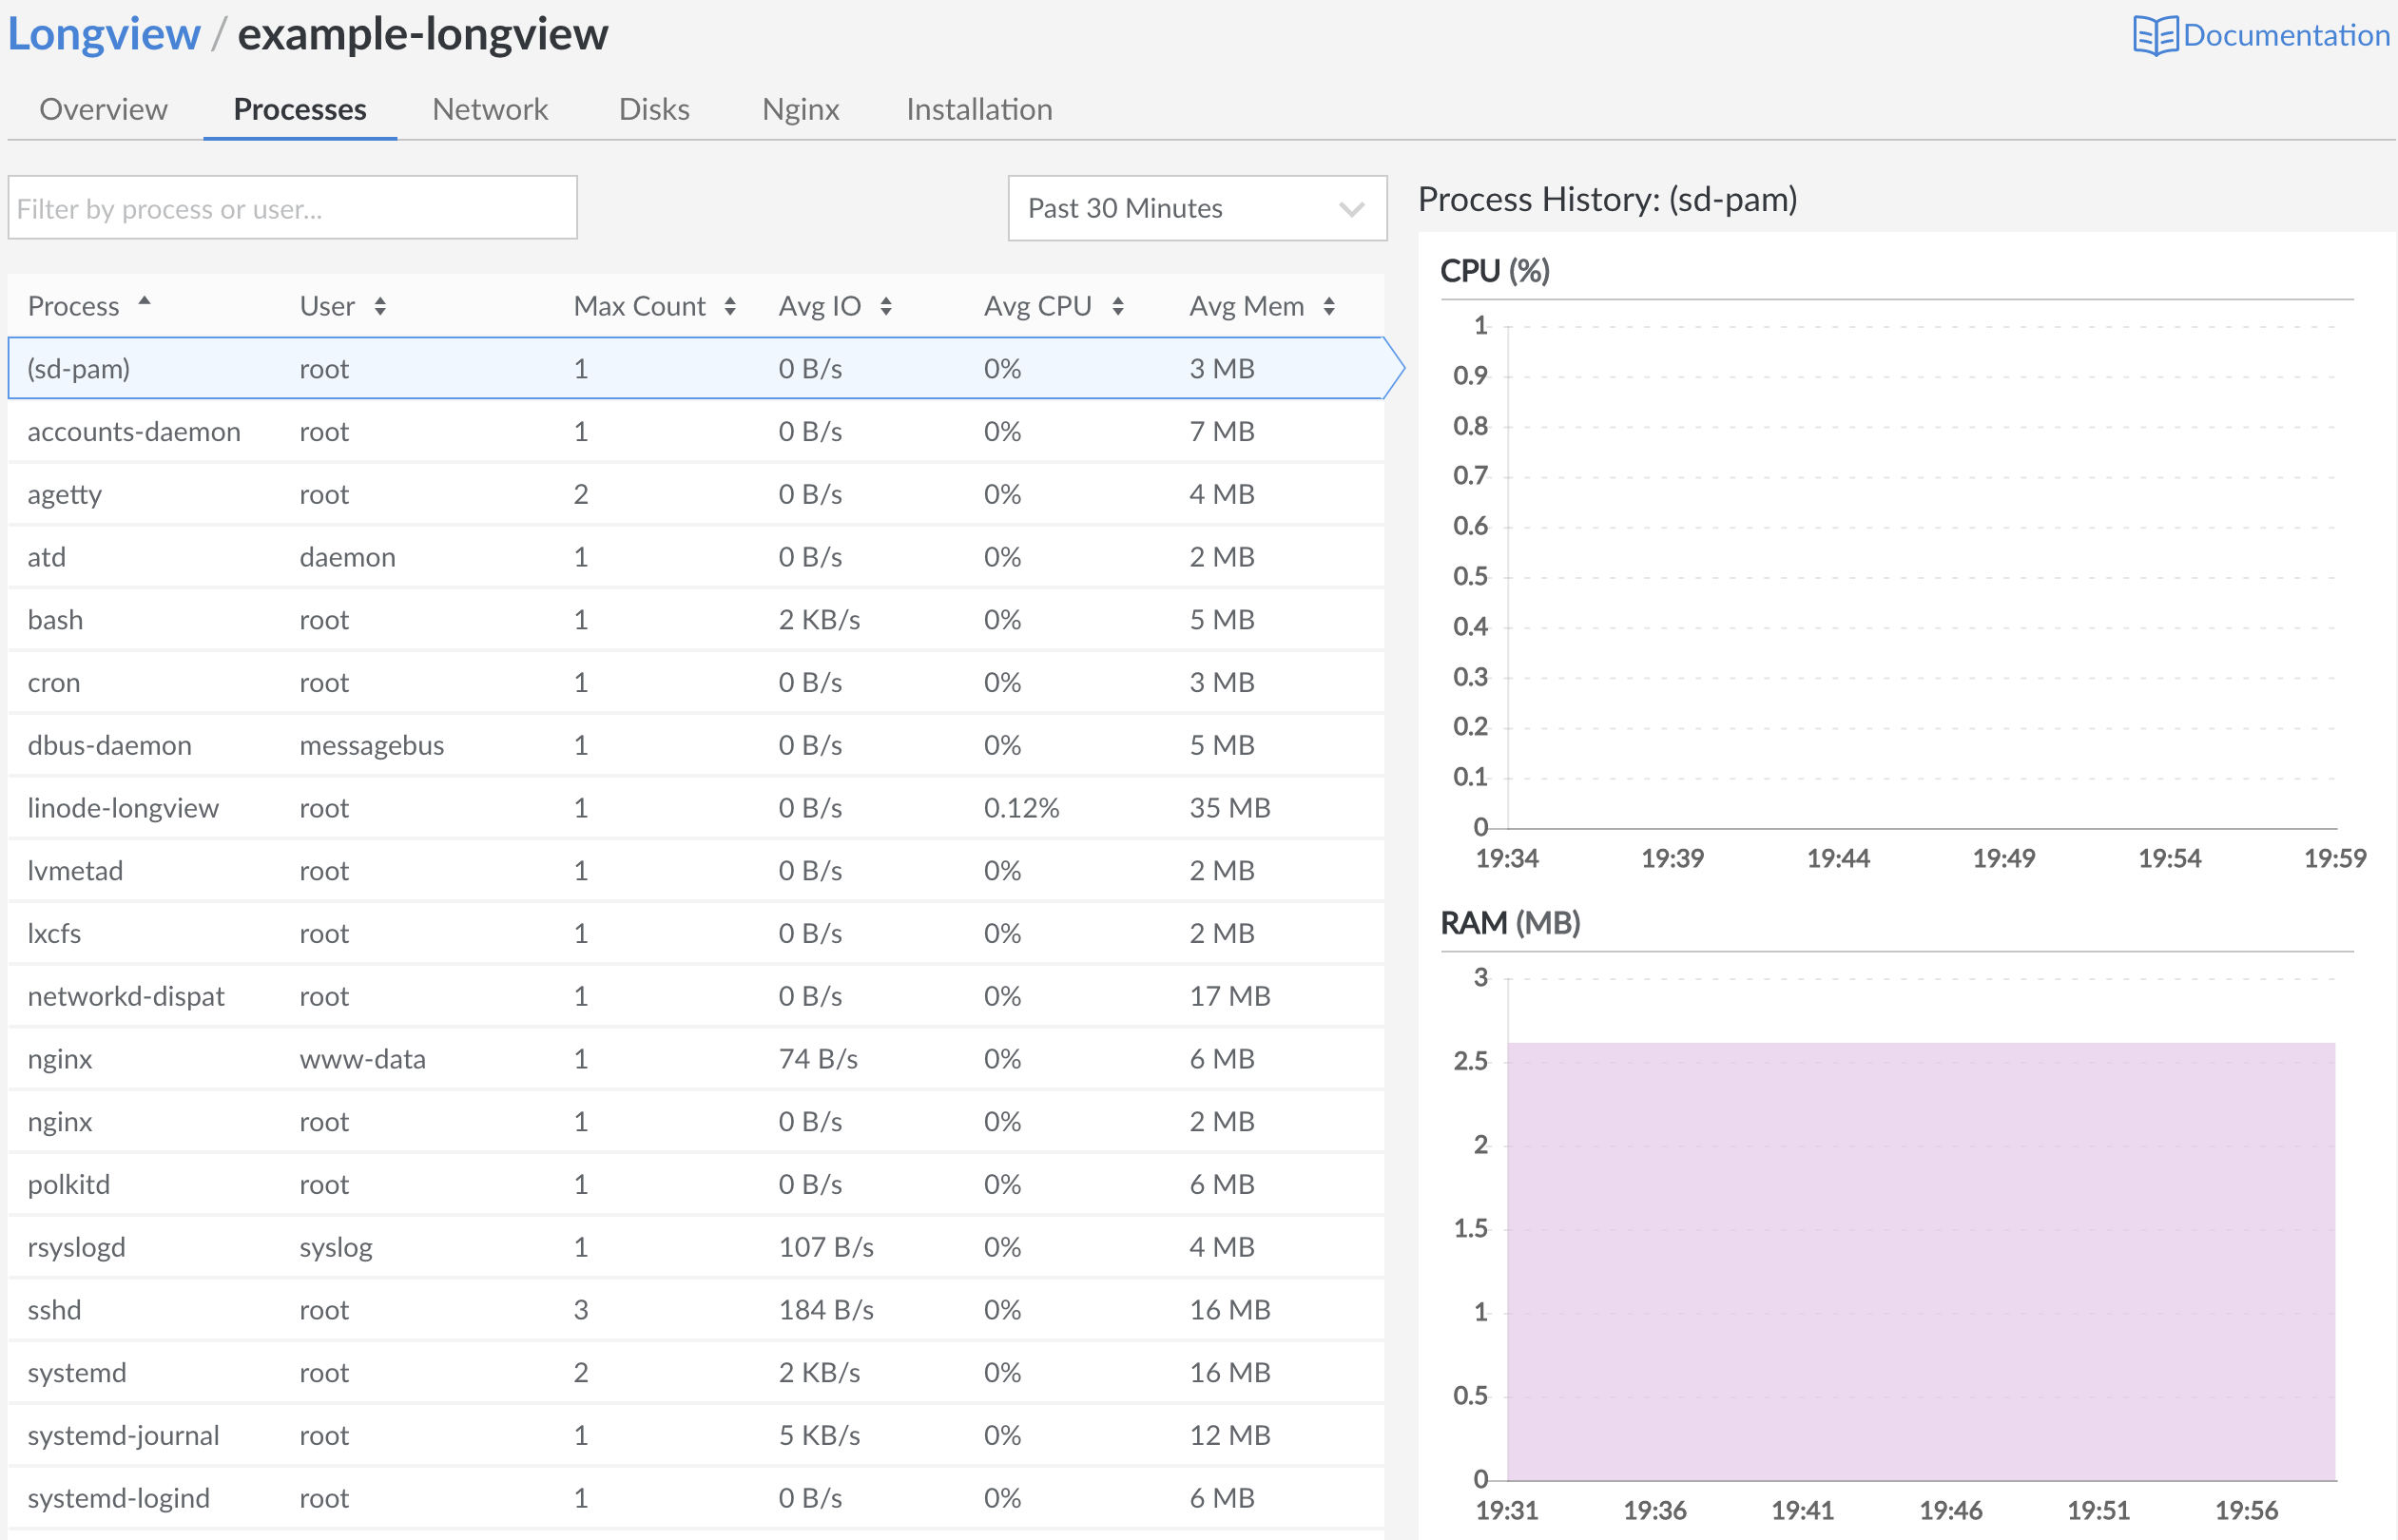 Longview / example-longview
Documentation
Overview Processes Network Disks Nginx Installation
Filter by process or user...
Past 30 Minutes
Process User Max Count Avg IO Avg CPU Avg Mem
(sd-pam) root 1 0 B/s 0% 3 MB
accounts-daemon root 1 0 B/s 0% 7 MB
agetty root 2 0 B/s 0% 4 MB
atd daemon 1 0 B/s 0% 2 MB
bash root 1 2 KB/s 0% 5 MB
cron root 1 0 B/s 0% 3 MB
dbus-daemon messagebus 1 0 B/s 0% 5 MB
linode-longview root 1 0 B/s 0.12% 35 MB
lvmetad root 1 0 B/s 0% 2 MB
lxcfs root 1 0 B/s 0% 2 MB
networkd-dispat root 1 0 B/s 0% 17 MB
nginx www-data 1 74 B/s 0% 6 MB
nginx root 1 0 B/s 0% 2 MB
polkitd root 1 0 B/s 0% 6 MB
rsyslogd syslog 1 107 B/s 0% 4 MB
sshd root 3 184 B/s 0% 16 MB
systemd root 2 2 KB/s 0% 16 MB
systemd-journal root 1 5 KB/s 0% 12 MB
systemd-logind root 1 0 B/s 0% 6 MB
Process History: (sd-pam)
CPU (%)
1
0.9
0.8
0.7
0.6
0.5
0.4
0.3
0.2
0.1
0
19:34 19:39 19:44 19:49 19:54 19:59
RAM (MB)
3
2.5
2
1.5
1
0.5
0
19:31 19:36 19:41 19:46 19:51 19:56